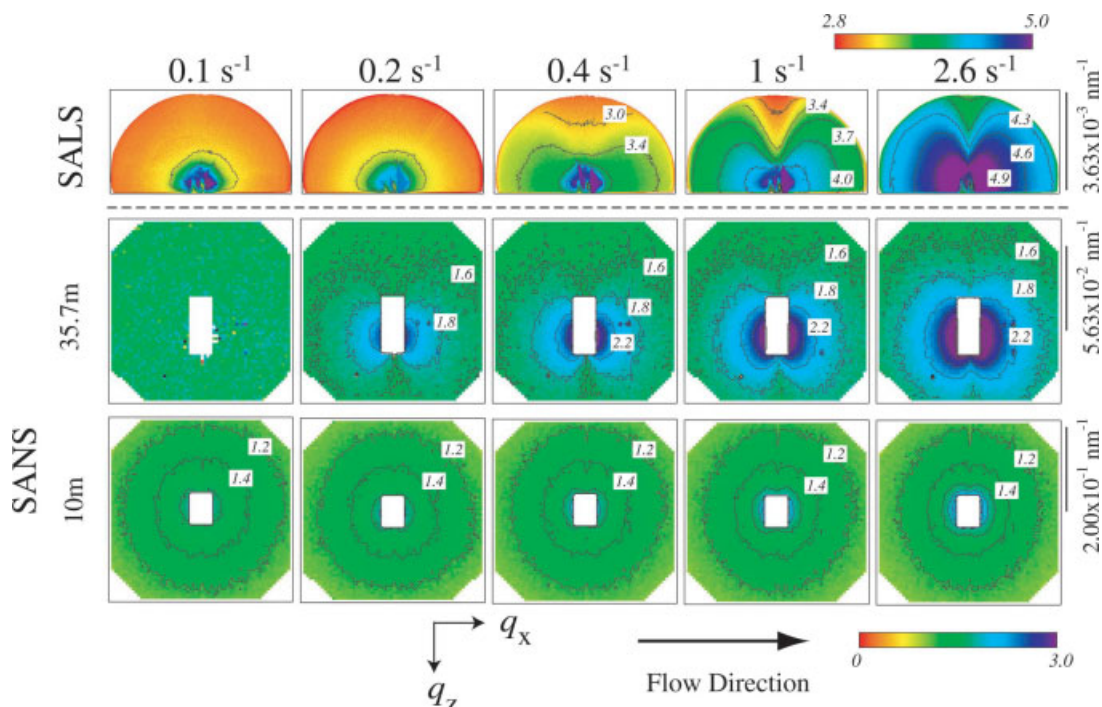 2.8 5.0
0.1 s⁻¹ 0.2 s⁻¹ 0.4 s⁻¹ 1 s⁻¹ 2.6 s⁻¹
SALS
3.0 3.4 3.4 3.7 4.0 4.3 4.6 4.9
3.63x10⁻³ nm⁻¹
SANS
35.7m
1.8 1.6 1.8 2.2 1.6 1.8 2.2 1.6 1.8 2.2 1.6
5.63x10⁻² nm⁻¹
10m
1.2 1.4 1.2 1.4 1.2 1.4 1.2 1.4 1.2 1.4
2.00x10⁻¹ nm⁻¹
qx
qz
Flow Direction
0 3.0